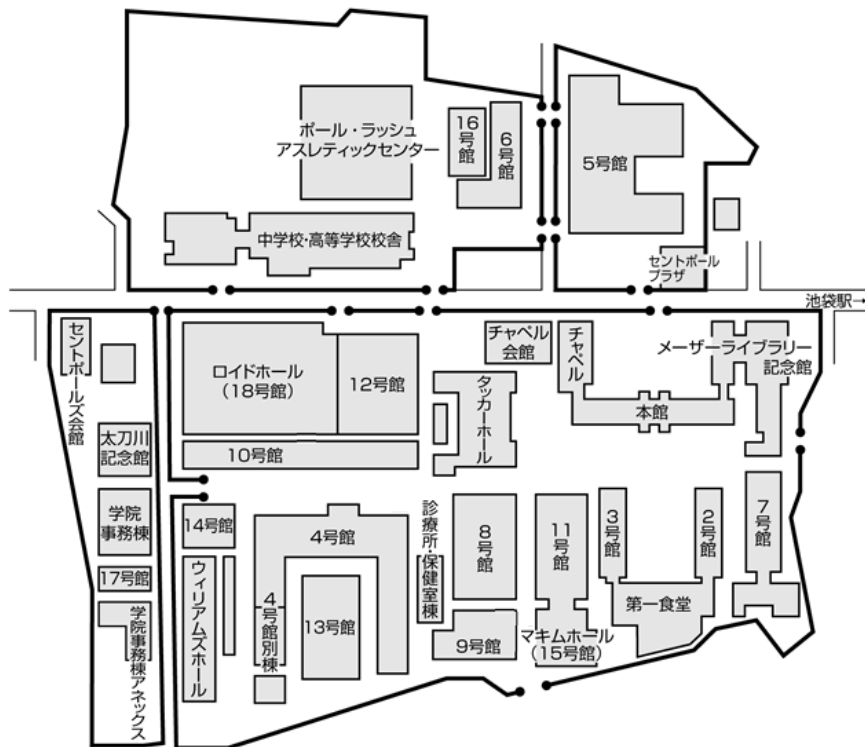 ポール・ラッシュ
アスレティックセンター
16号館
6号館
5号館
中学校・高等学校校舎
セントポール
プラザ
池袋駅→
セントポールズ会館
ロイドホール
(18号館)
12号館
チャペル
会館
チャペル
メーザーライブラリー
記念館
本館
タッカーホール
太刀川
記念館
10号館
学院
事務棟
14号館
4号館
診療所・保健室棟
8号館
11号館
3号館
2号館
7号館
17号館
ウィリアムズホール
4号館別棟
13号館
第一食堂
学院事務棟アネックス
9号館
マキムホール
(15号館)